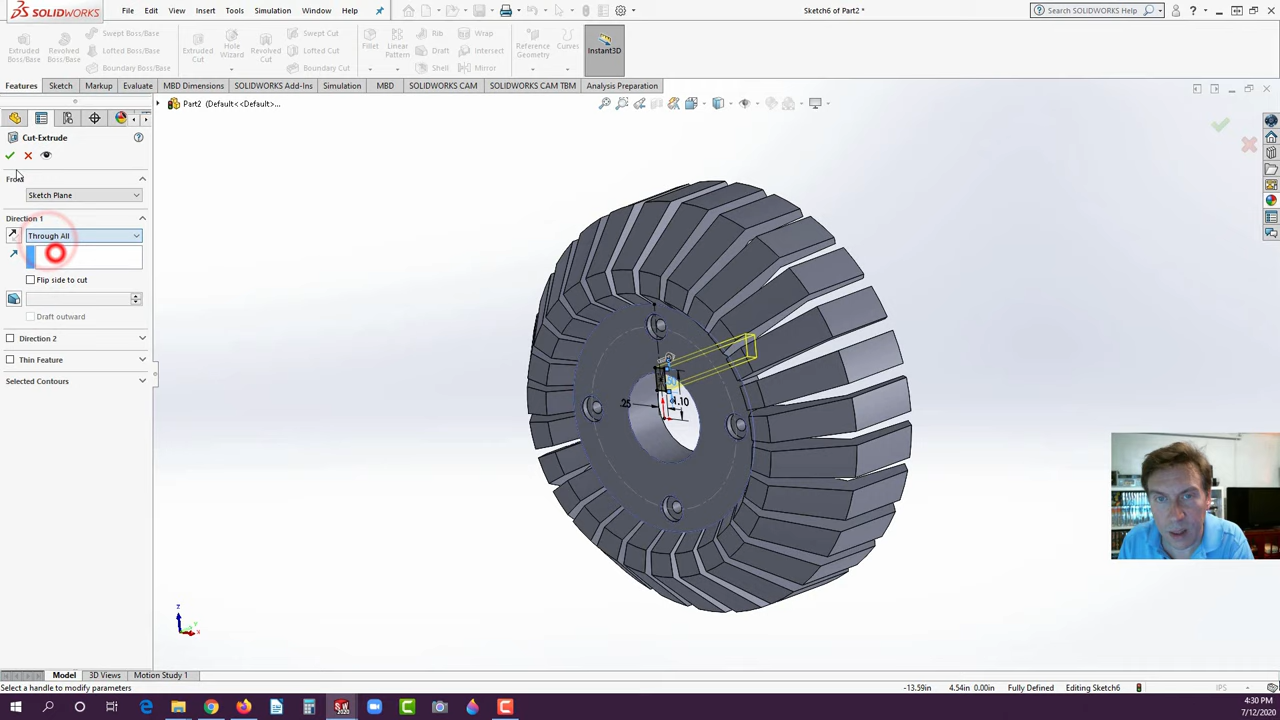 SOLIDWORKS File Edit View Insert Tools Simulation Window Help Sketch6 of Part2 * Search SOLIDWORKS Help
Extruded Boss/Base Revolved Boss/Base Swept Boss/Base Extruded Cut Hole Wizard Revolved Cut Swept Cut Fillet Linear Pattern Rib Wrap Reference Geometry Curves Instant3D
Lofted Boss/Base Lofted Cut Draft Intersect
Boundary Boss/Base Boundary Cut Shell Mirror
Features Sketch Markup Evaluate MBD Dimensions SOLIDWORKS Add-Ins Simulation MBD SOLIDWORKS CAM SOLIDWORKS CAM TBM Analysis Preparation
Part2 (Default<<Default>...
Cut-Extrude
From
Sketch Plane
Direction 1
Through All
Flip side to cut
Draft outward
Direction 2
Thin Feature
Selected Contours
.25
1.10
Z
Y
X
Model 3D Views Motion Study 1
Select a handle to modify parameters -13.59in 4.54in 0.00in Fully Defined Editing Sketch6 IPS
SW
2020
4:30 PM
7/12/2020